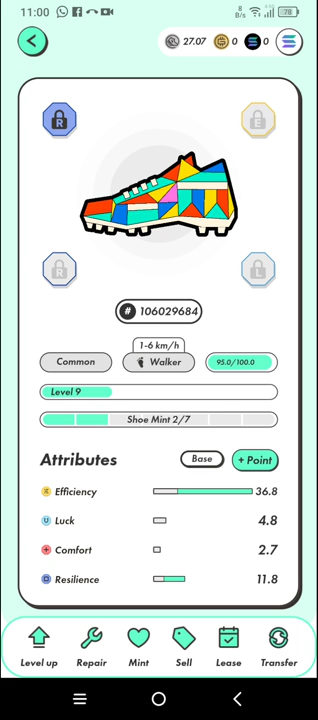 11:00
8 B/s
78
27.07 0 0
R
E
R
L
# 106029684
1-6 km/h
Common Walker 95.0/100.0
Level 9
Shoe Mint 2/7
Attributes Base + Point
Efficiency 36.8
Luck 4.8
Comfort 2.7
Resilience 11.8
Level up Repair Mint Sell Lease Transfer